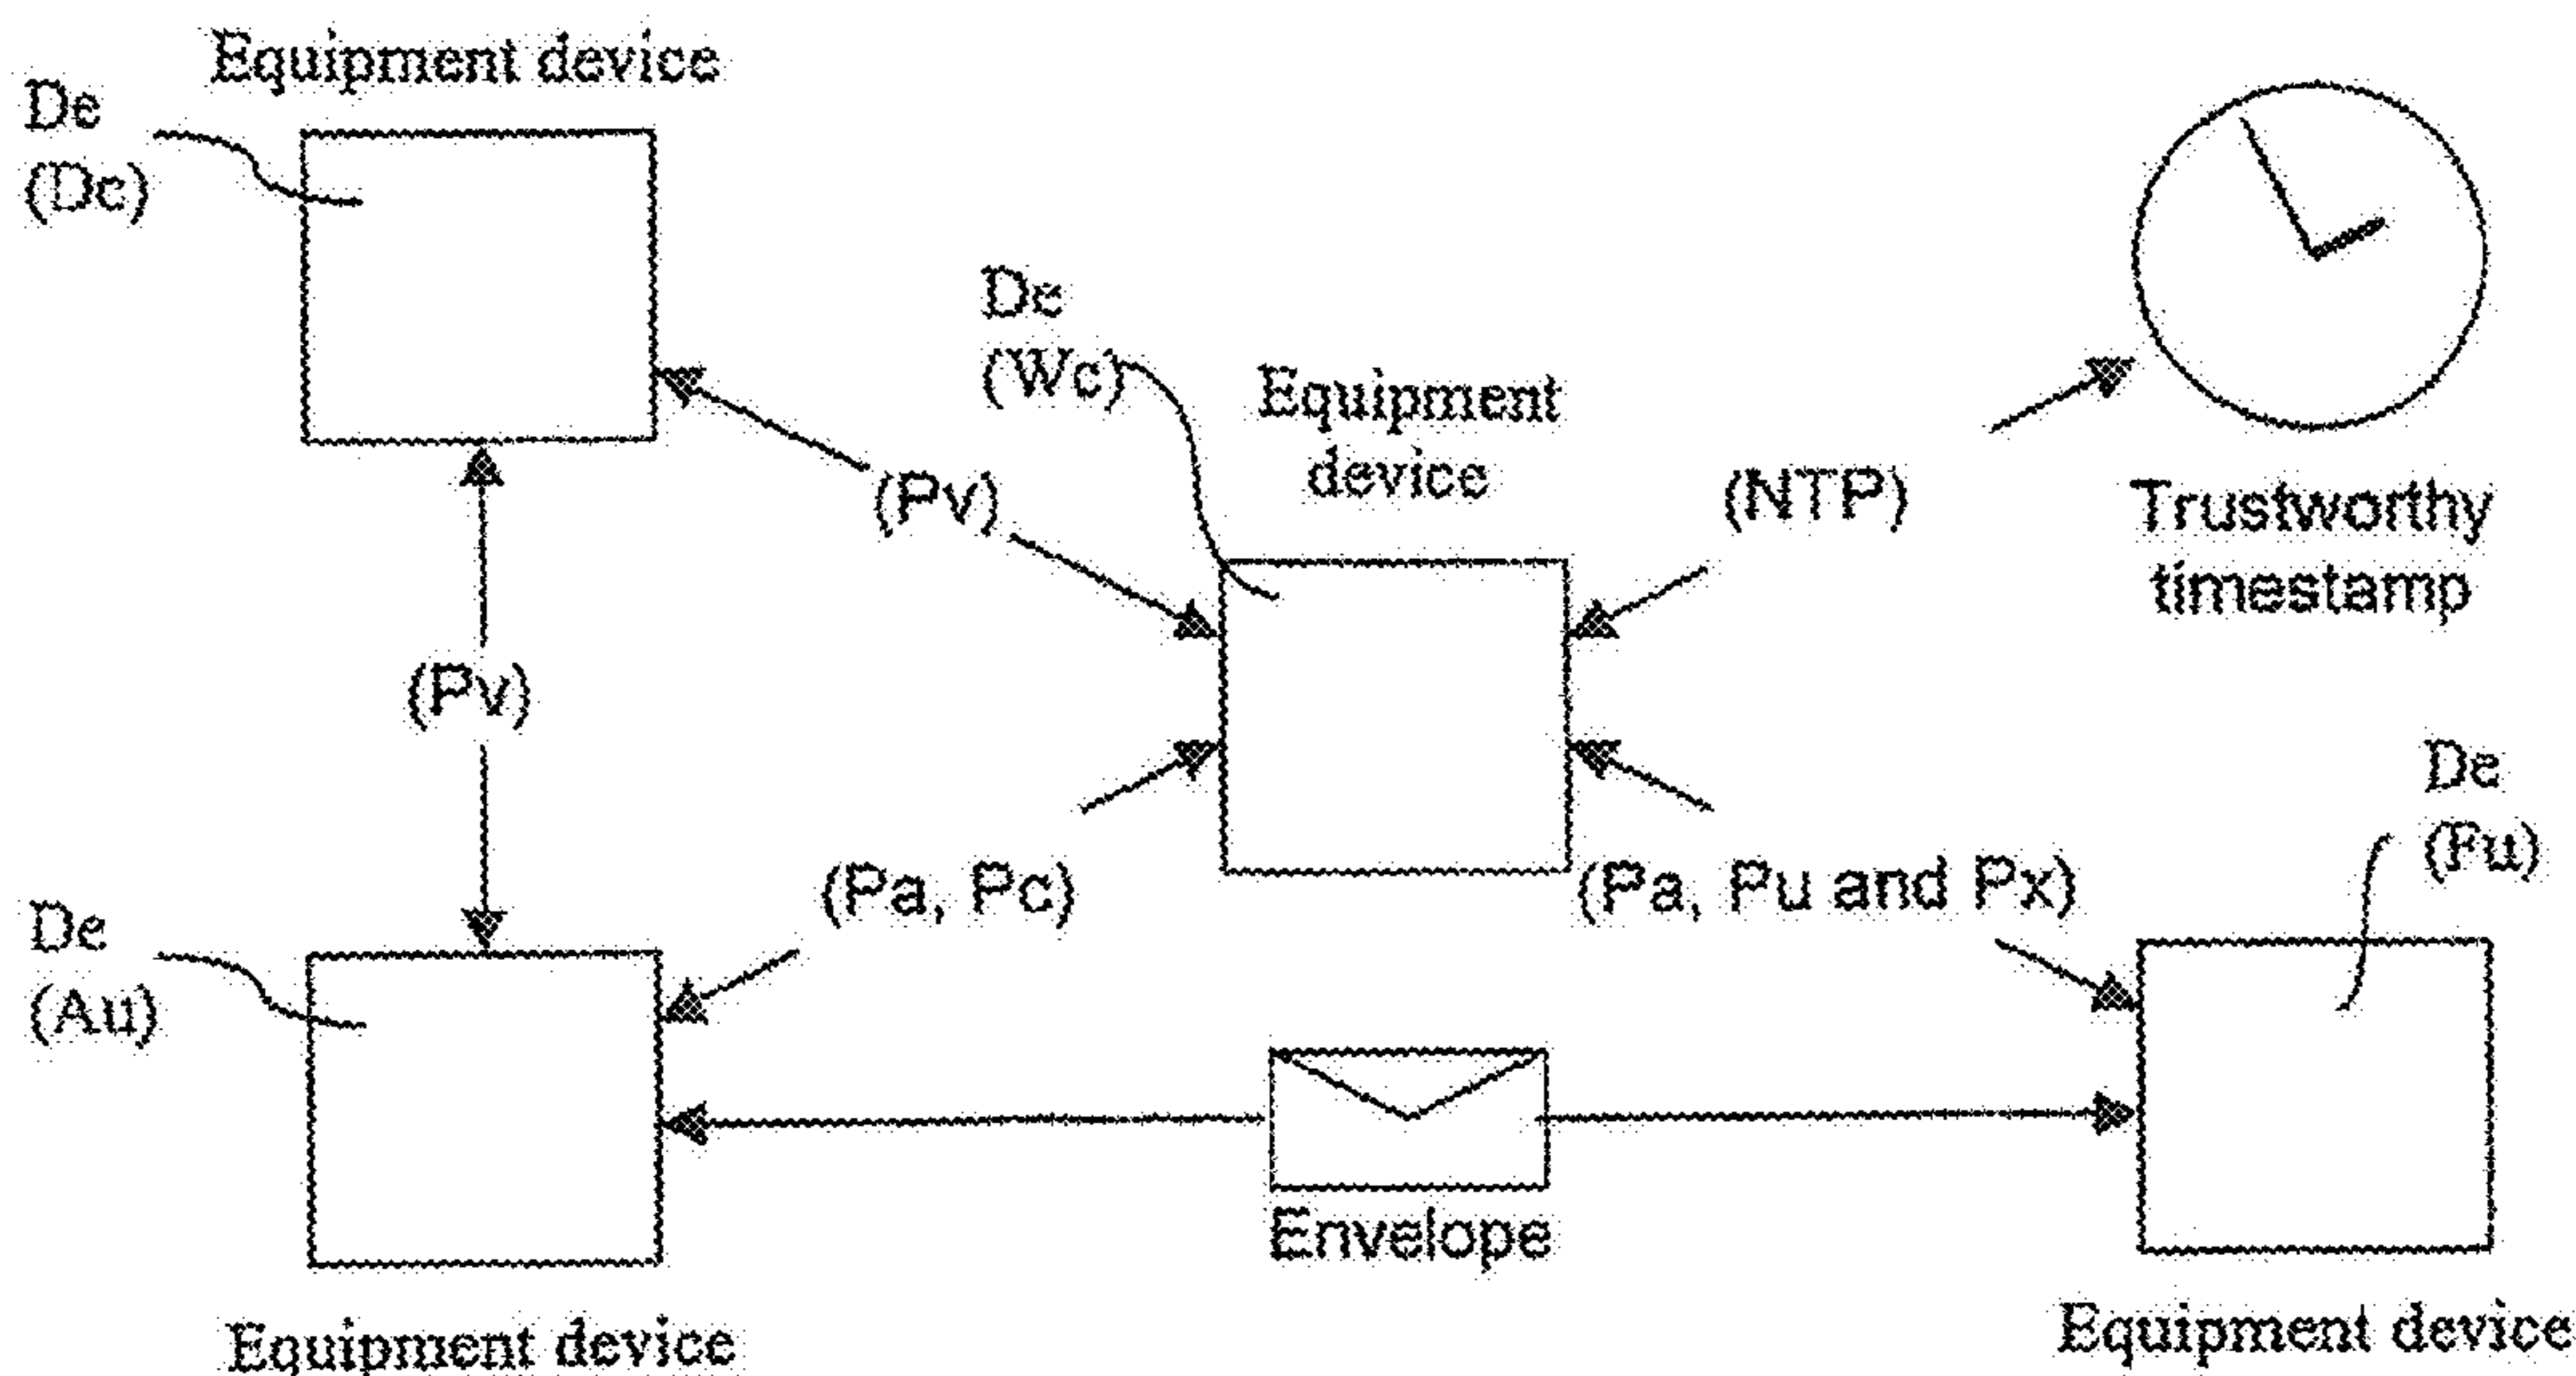 Equipment device
De
(Dc)
De
(Wc)
Equipment
device
(Pv)
(NTP)
Trustworthy
timestamp
(Pv)
De
(Fu)
(Pa, Pc)
(Pa, Pu and Px)
De
(Au)
Envelope
Equipment device
Equipment device